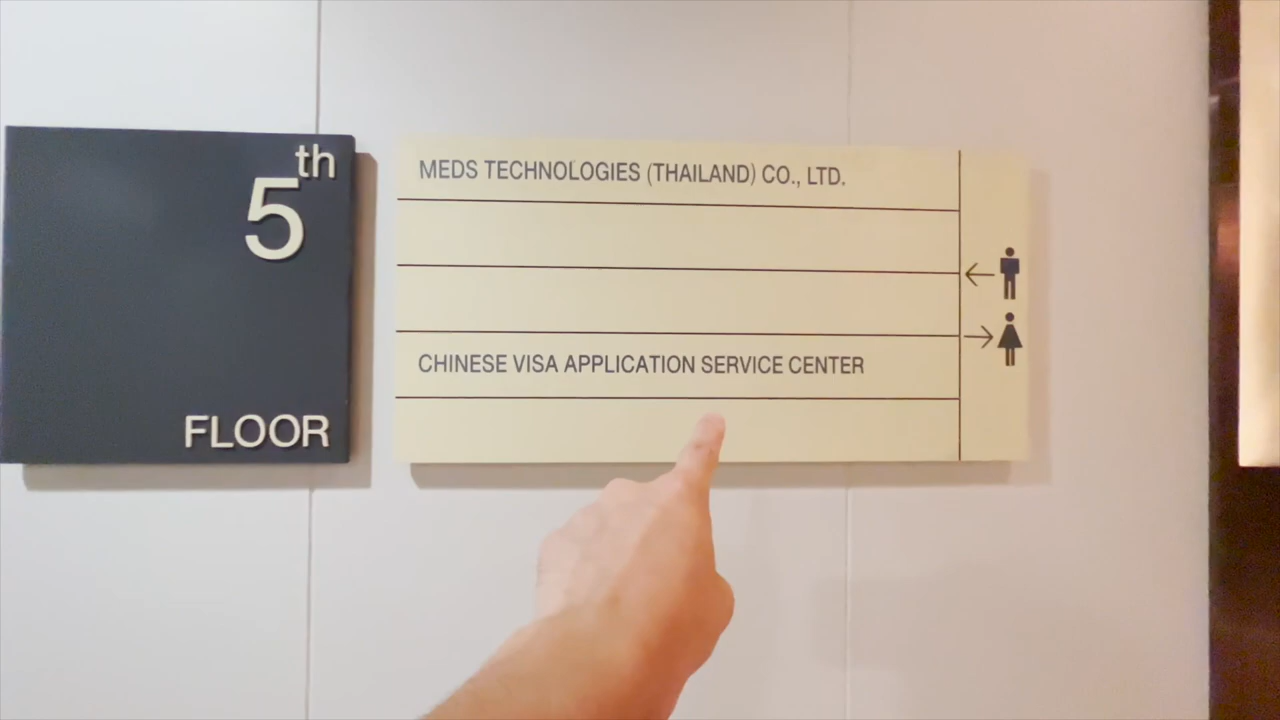 5th
FLOOR
MEDS TECHNOLOGIES (THAILAND) CO., LTD.
CHINESE VISA APPLICATION SERVICE CENTER